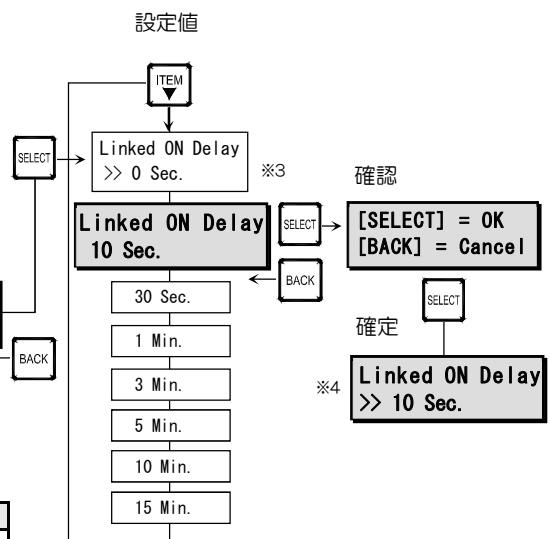 設定値
ITEM
SELECT
Linked ON Delay
>> 0 Sec.
※3
Linked ON Delay
10 Sec.
SELECT
確認
[SELECT] = OK
[BACK] = Cancel
BACK
30 Sec.
SELECT
確定
1 Min.
BACK
3 Min.
※4
Linked ON Delay
>> 10 Sec.
5 Min.
10 Min.
15 Min.